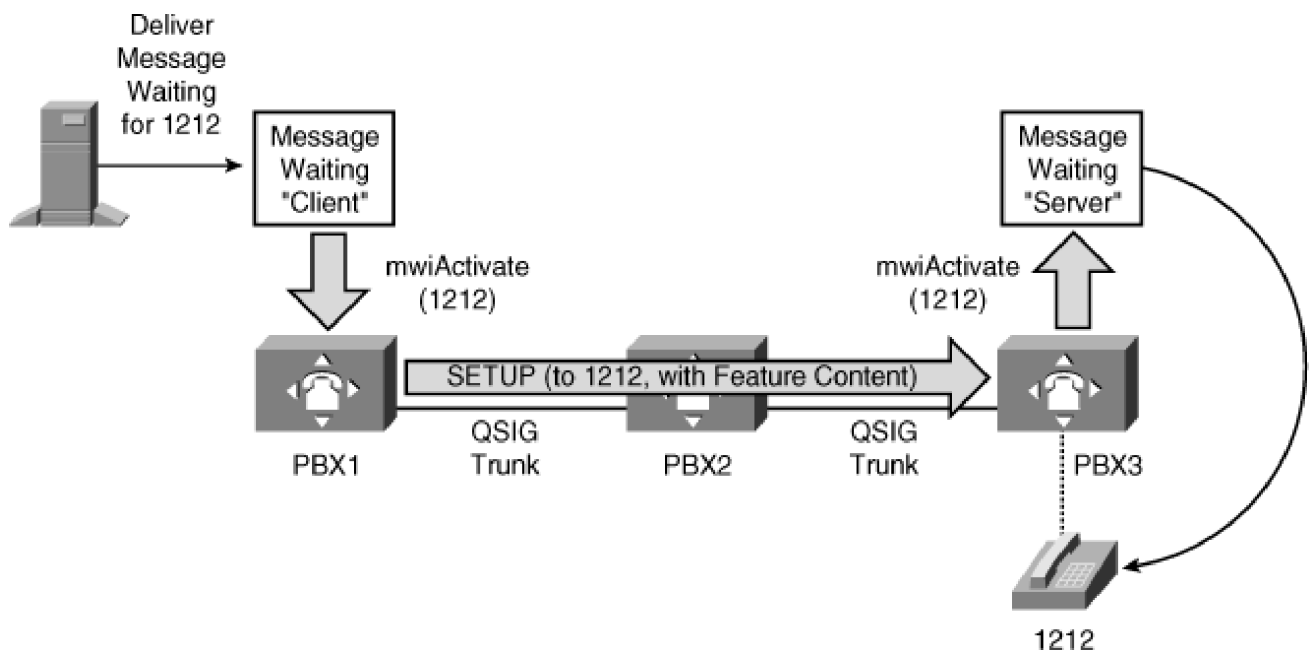 Deliver
Message
Waiting
for 1212
Message
Waiting
"Client"
Message
Waiting
"Server"
mwiActivate
(1212)
mwiActivate
(1212)
SETUP (to 1212, with Feature Content)
QSIG
Trunk
QSIG
Trunk
PBX1
PBX2
PBX3
1212